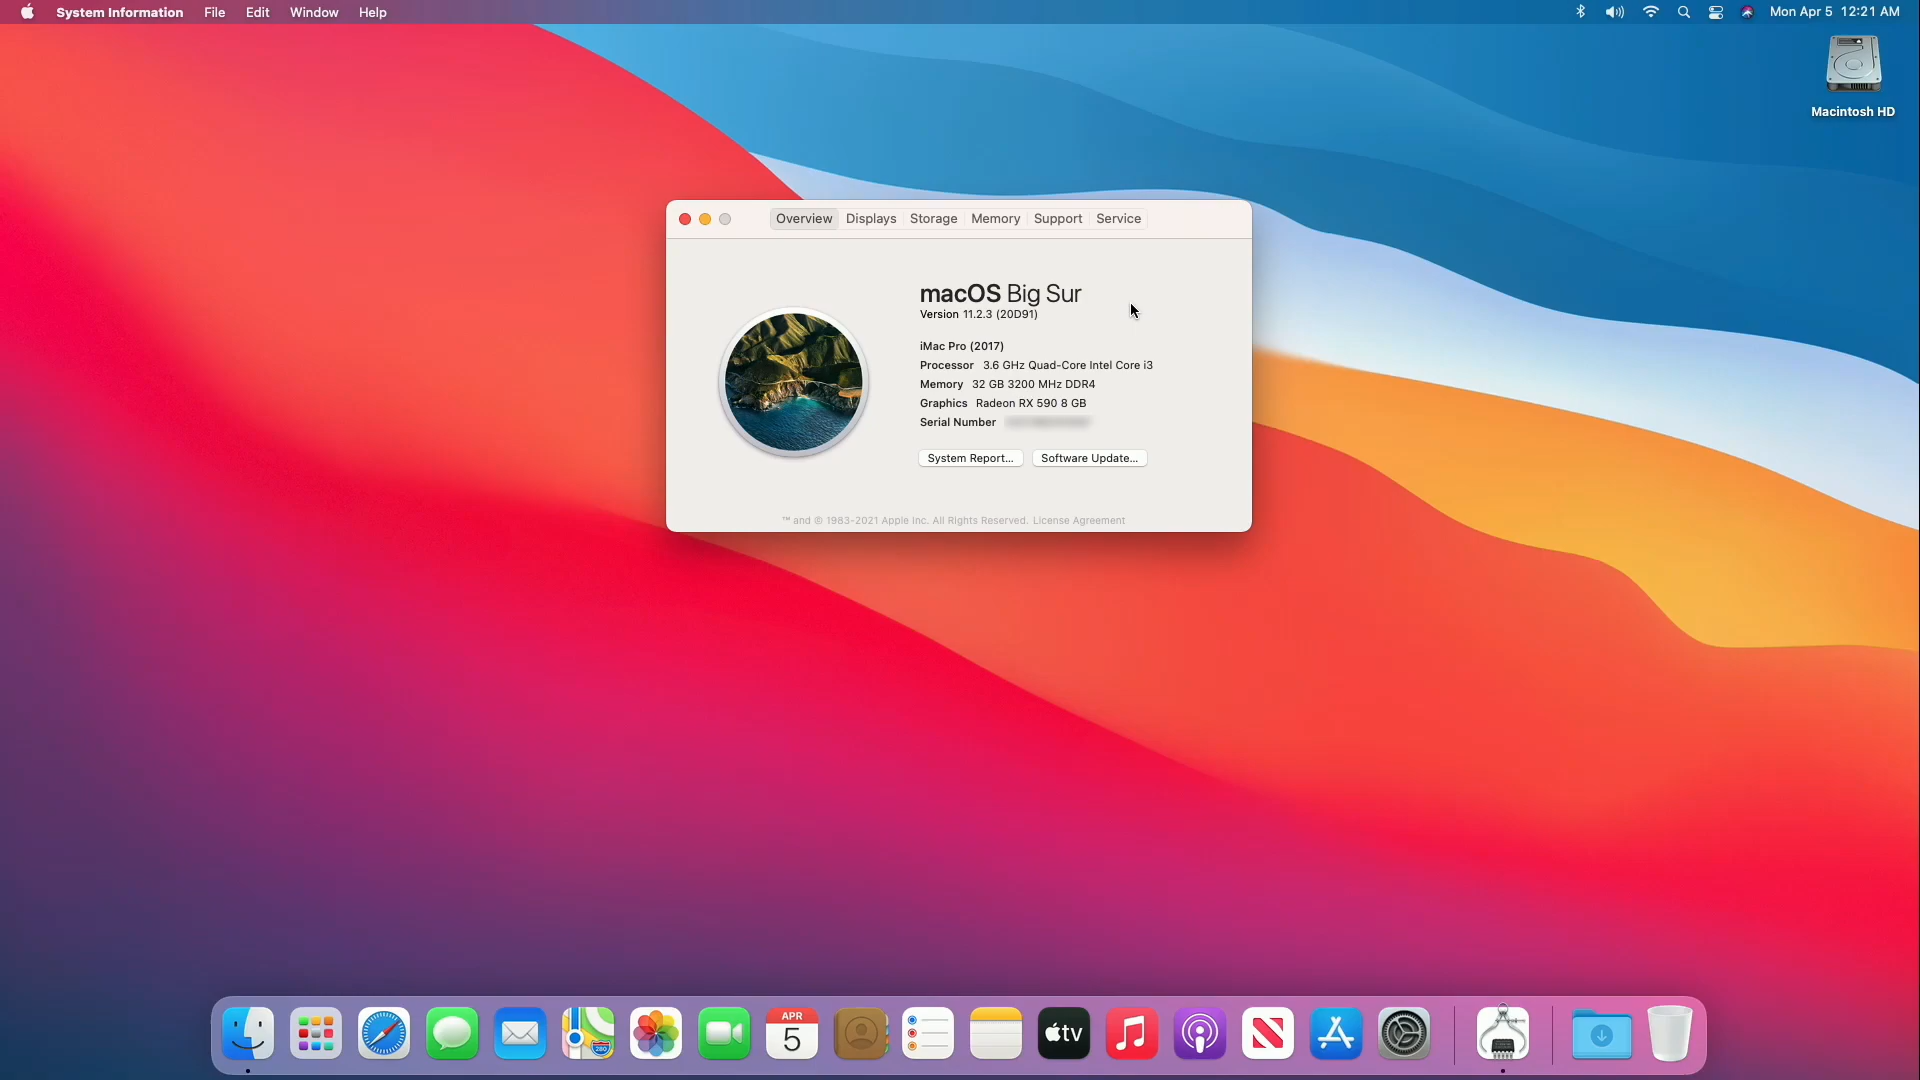 System Information File Edit Window Help
Mon Apr 5 12:21 AM
Macintosh HD
Overview Displays Storage Memory Support Service
macOS Big Sur
Version 11.2.3 (20D91)
iMac Pro (2017)
Processor 3.6 GHz Quad-Core Intel Core i3
Memory 32 GB 3200 MHz DDR4
Graphics Radeon RX 590 8 GB
Serial Number
System Report... Software Update...
™ and © 1983-2021 Apple Inc. All Rights Reserved. License Agreement
280
APR
5
tv